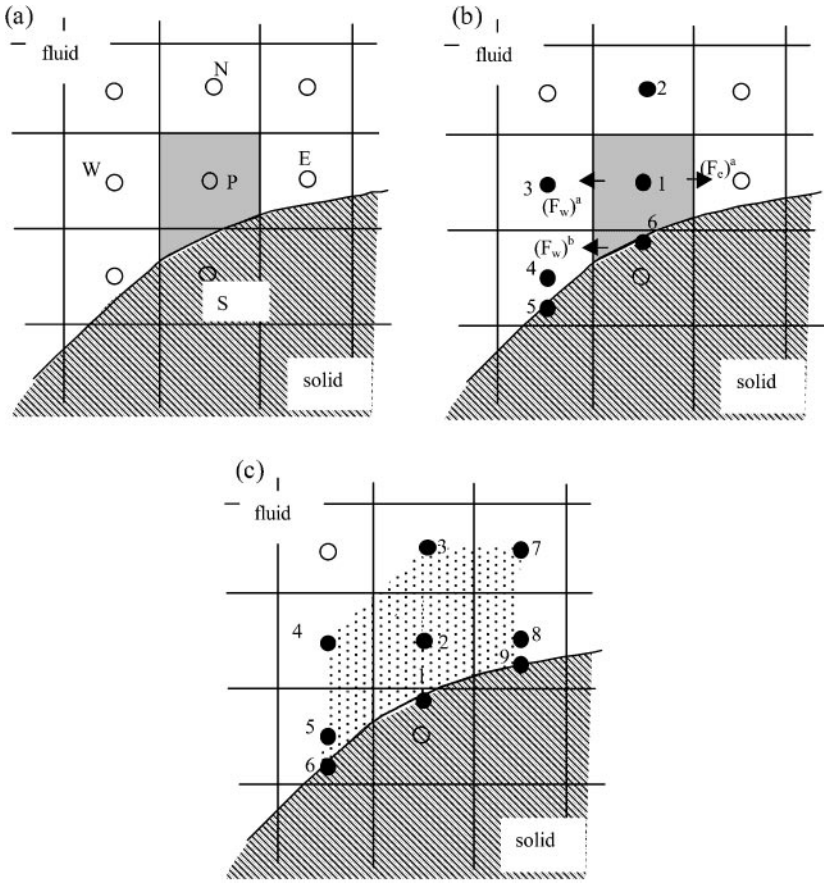 (a)
fluid
N
W
P
E
S
solid
(b)
fluid
2
3
1
(F_e)^a
(F_w)^a
6
(F_w)^b
4
5
solid
(c)
fluid
3
7
4
2
8
1
9
5
6
solid